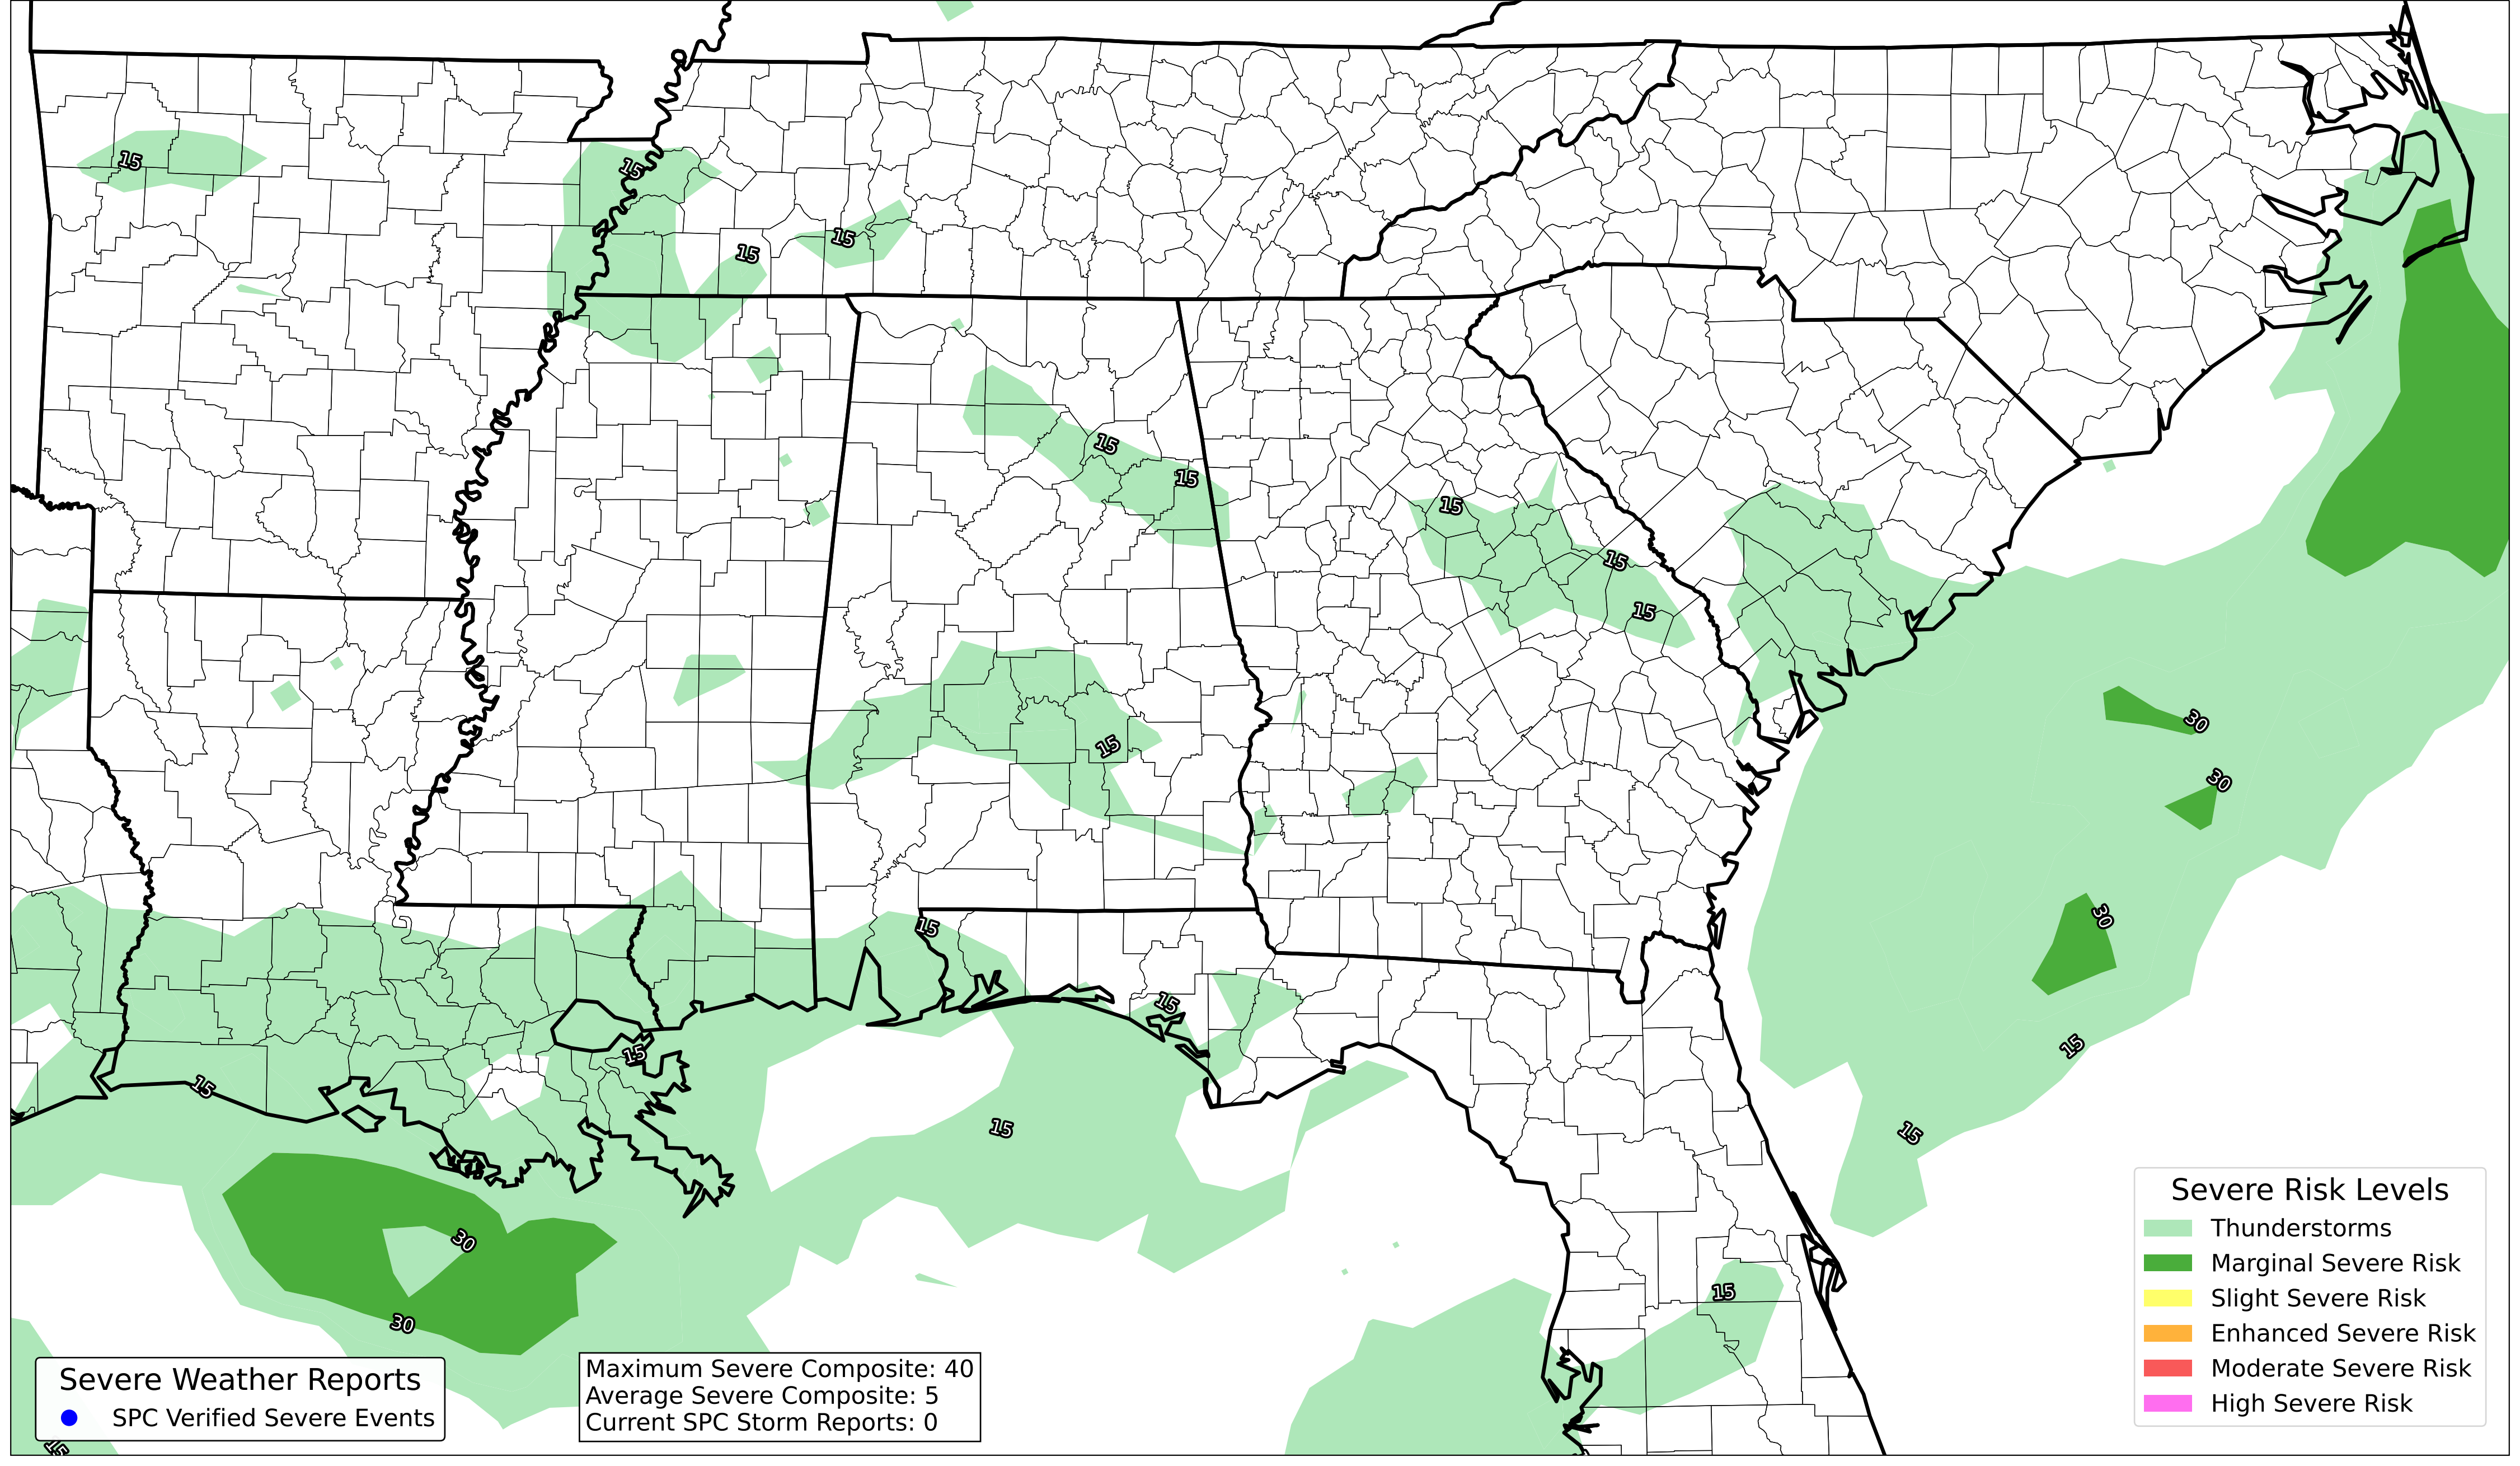 15
15
15
15
15
15
15
15
15
15
30
15
30
15
30
15
15
15
15
15
15
30
15
30
Severe Risk Levels
Thunderstorms
Marginal Severe Risk
Slight Severe Risk
Enhanced Severe Risk
Moderate Severe Risk
High Severe Risk
Severe Weather Reports
SPC Verified Severe Events
Maximum Severe Composite: 40
Average Severe Composite: 5
Current SPC Storm Reports: 0
15